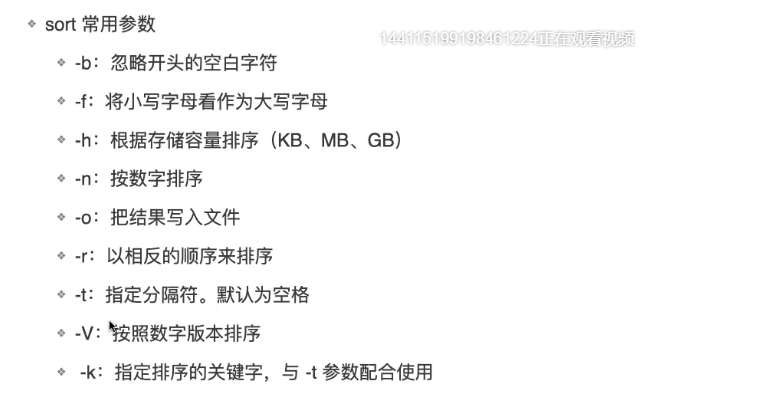 sort 常用参数
144115199198461224正在观看视频
-b：忽略开头的空白字符
-f：将小写字母看作为大写字母
-h：根据存储容量排序（KB、MB、GB）
-n：按数字排序
-o：把结果写入文件
-r：以相反的顺序来排序
-t：指定分隔符。默认为空格
-V：按照数字版本排序
-k：指定排序的关键字，与 -t 参数配合使用